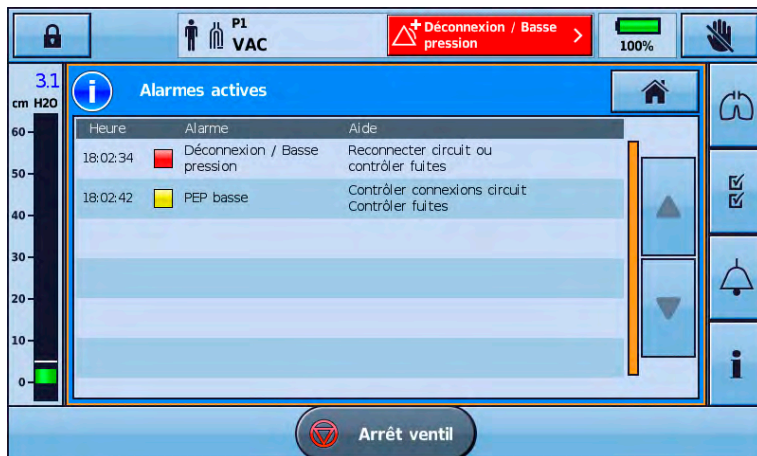 P1
VAC
Déconnexion / Basse
pression
100%
3.1
cm H2O
60
50
40
30
20
10
0
Alarmes actives
Heure Alarme Aide
18:02:34 Déconnexion / Basse pression Reconnecter circuit ou contrôler fuites
18:02:42 PEP basse Contrôler connexions circuit Contrôler fuites
Arrêt ventil